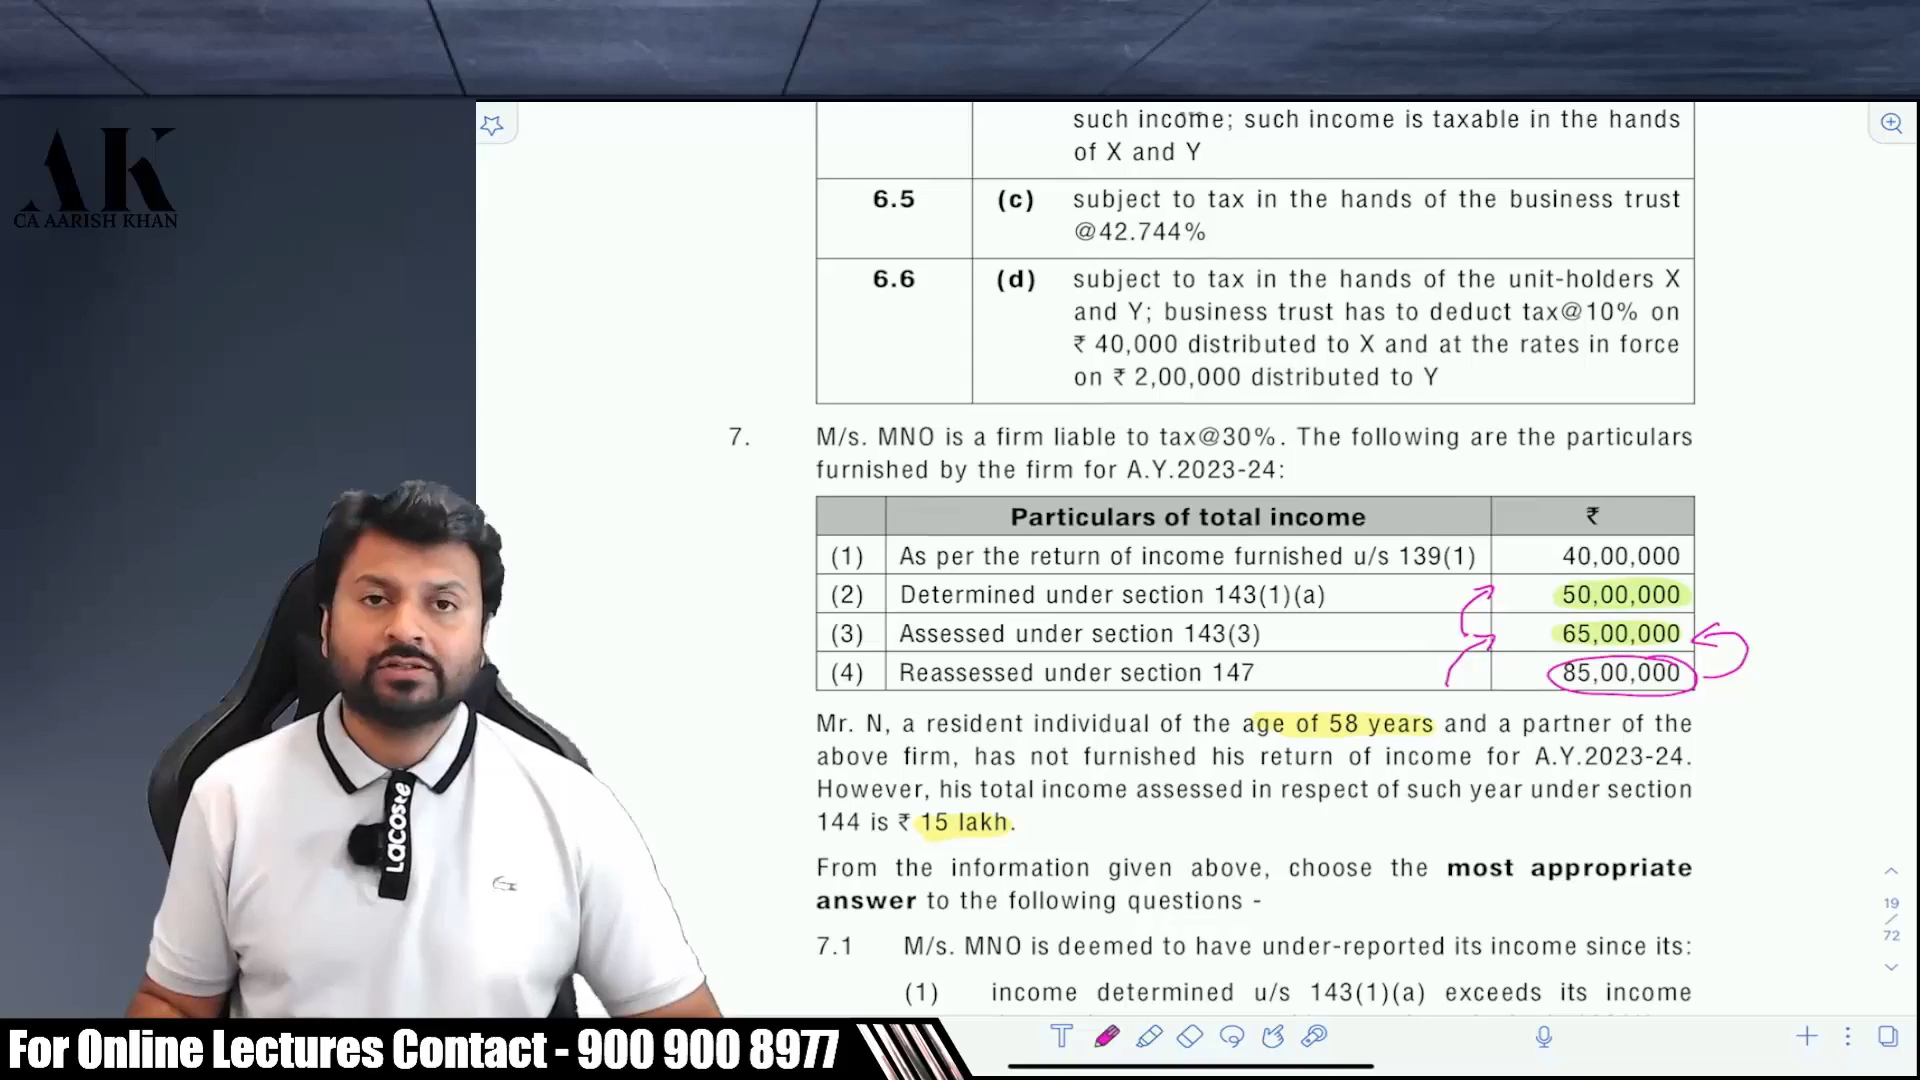 AK
CA AARISH KHAN
such income; such income is taxable in the hands
of X and Y
6.5 (c) subject to tax in the hands of the business trust
@42.744%
6.6 (d) subject to tax in the hands of the unit-holders X
and Y; business trust has to deduct tax@10% on
₹ 40,000 distributed to X and at the rates in force
on ₹ 2,00,000 distributed to Y
7. M/s. MNO is a firm liable to tax@30%. The following are the particulars
furnished by the firm for A.Y.2023-24:
Particulars of total income ₹
(1) As per the return of income furnished u/s 139(1) 40,00,000
(2) Determined under section 143(1)(a) 50,00,000
(3) Assessed under section 143(3) 65,00,000
(4) Reassessed under section 147 85,00,000
Mr. N, a resident individual of the age of 58 years and a partner of the
above firm, has not furnished his return of income for A.Y.2023-24.
However, his total income assessed in respect of such year under section
144 is ₹ 15 lakh.
From the information given above, choose the most appropriate
answer to the following questions -
7.1 M/s. MNO is deemed to have under-reported its income since its:
(1) income determined u/s 143(1)(a) exceeds its income
LACOSTE
19
/
72
T
For Online Lectures Contact - 900 900 8977